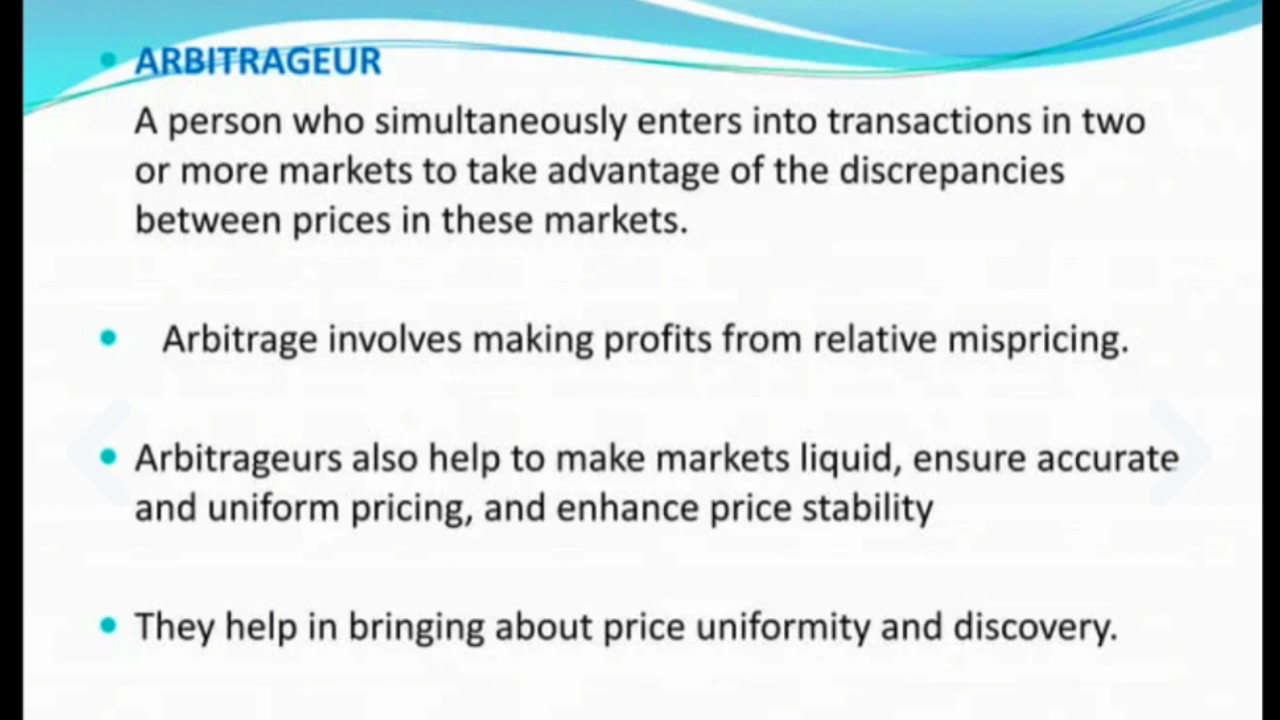 ARBITRAGEUR
A person who simultaneously enters into transactions in two
or more markets to take advantage of the discrepancies
between prices in these markets.
Arbitrage involves making profits from relative mispricing.
Arbitrageurs also help to make markets liquid, ensure accurate
and uniform pricing, and enhance price stability
They help in bringing about price uniformity and discovery.